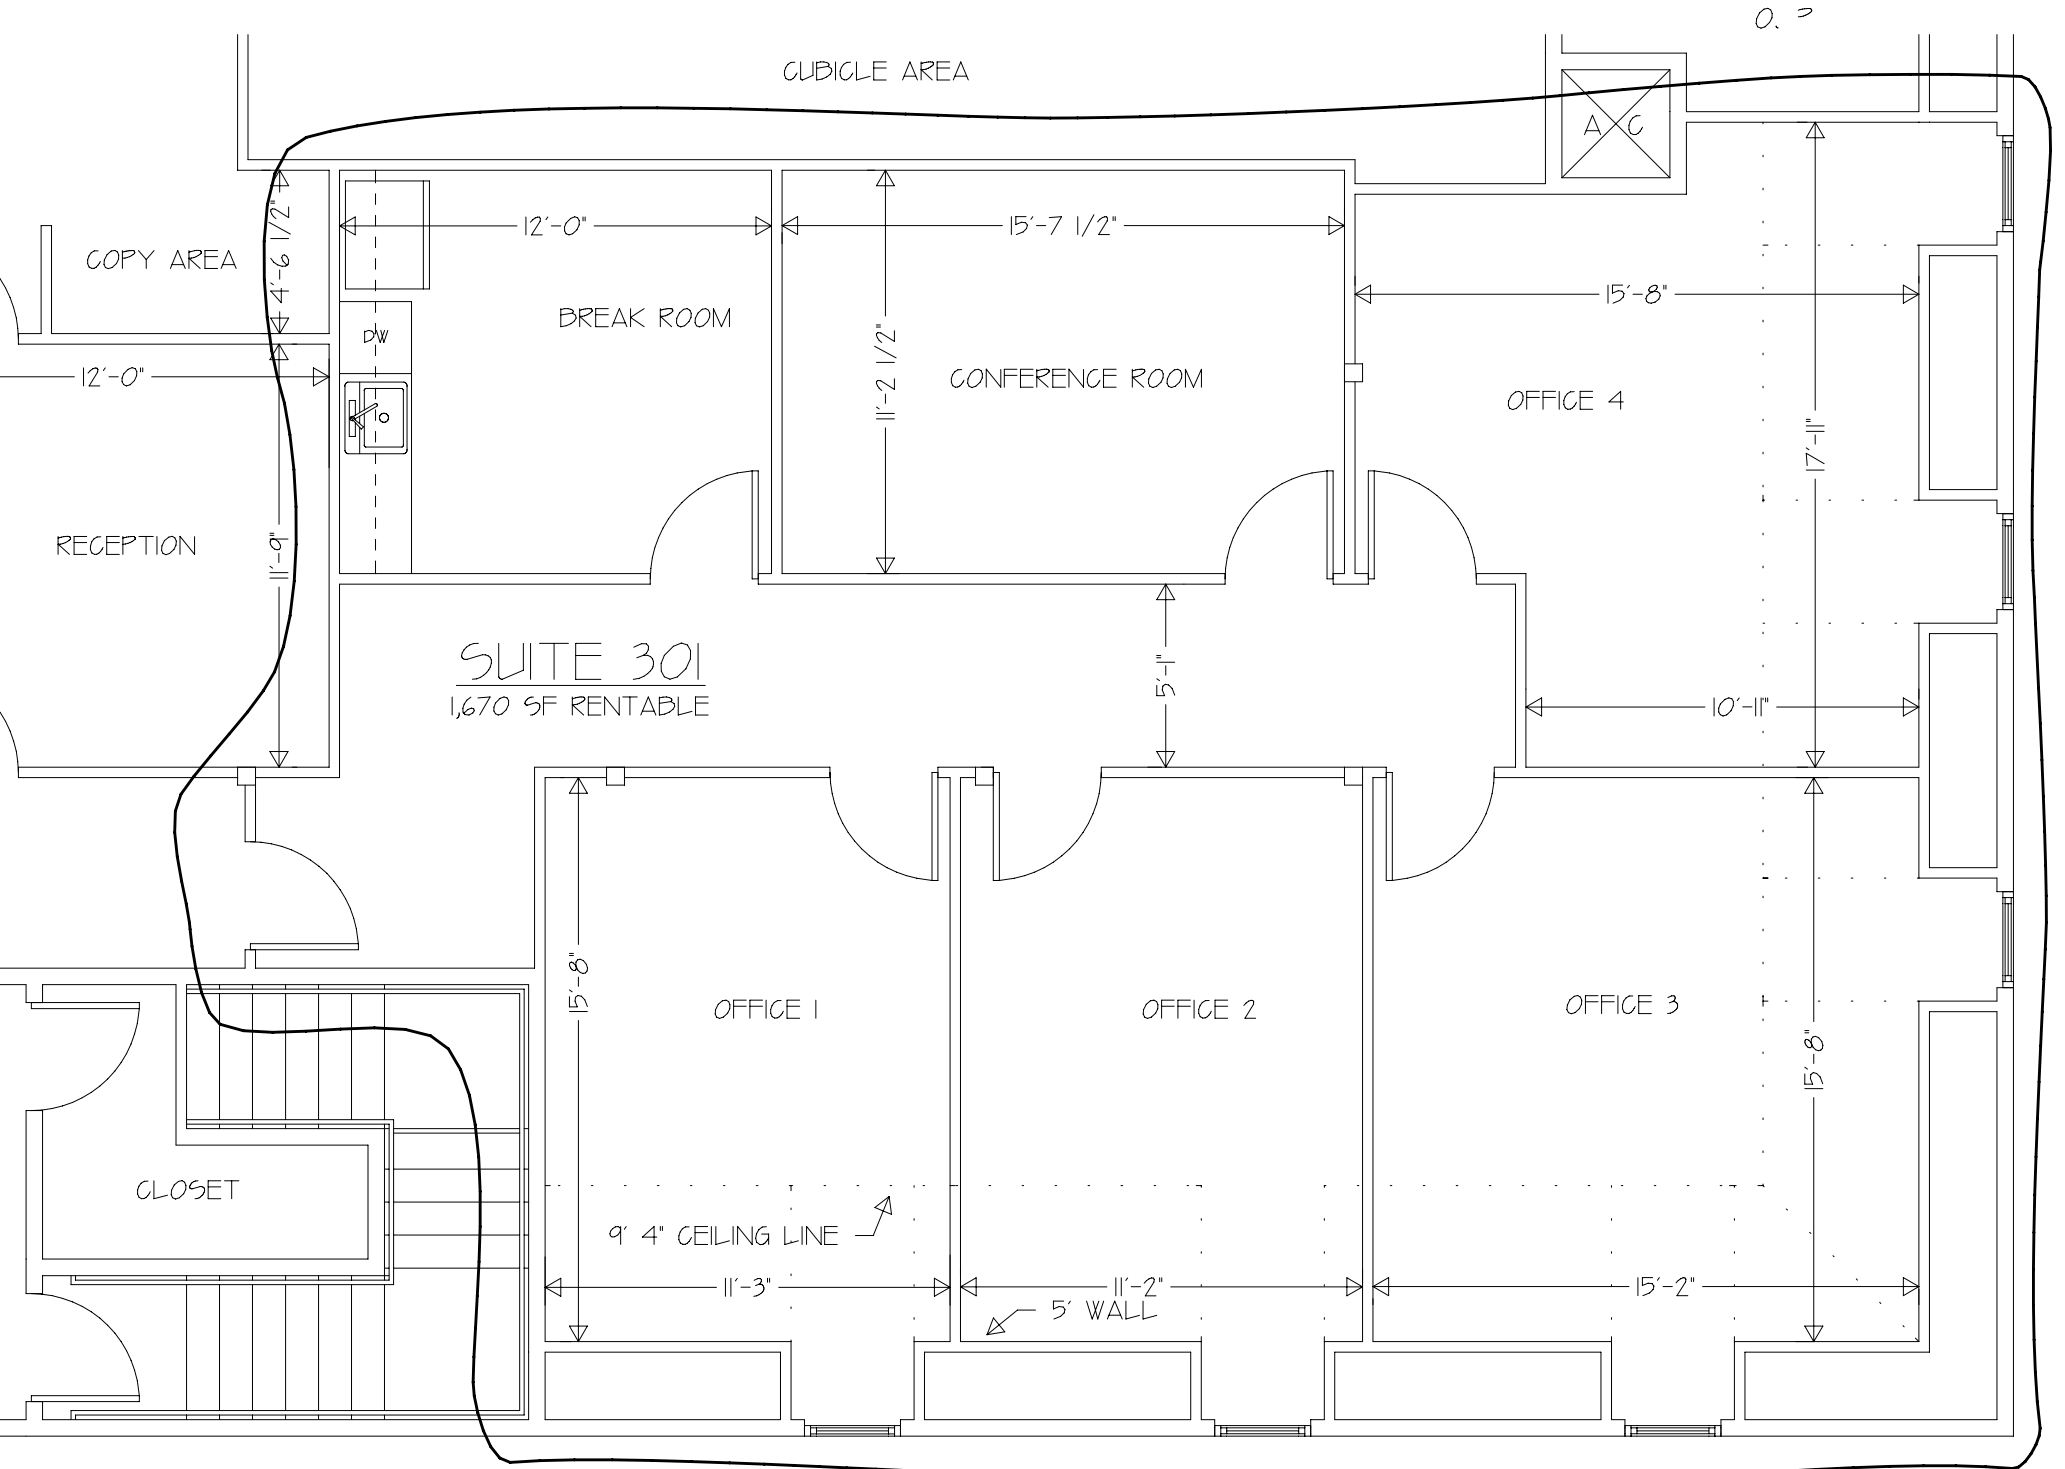 CUBICLE AREA
A C
COPY AREA
4'-6 1/2"
12'-0"
15'-7 1/2"
15'-8"
BREAK ROOM
DW
11'-2 1/2"
CONFERENCE ROOM
OFFICE 4
17'-11"
12'-0"
RECEPTION
11'-9"
SUITE 301
1,670 SF RENTABLE
5'-1"
10'-11"
15'-8"
OFFICE 1
OFFICE 2
OFFICE 3
15'-8"
CLOSET
9' 4" CEILING LINE
11'-3"
11'-2"
15'-2"
5' WALL